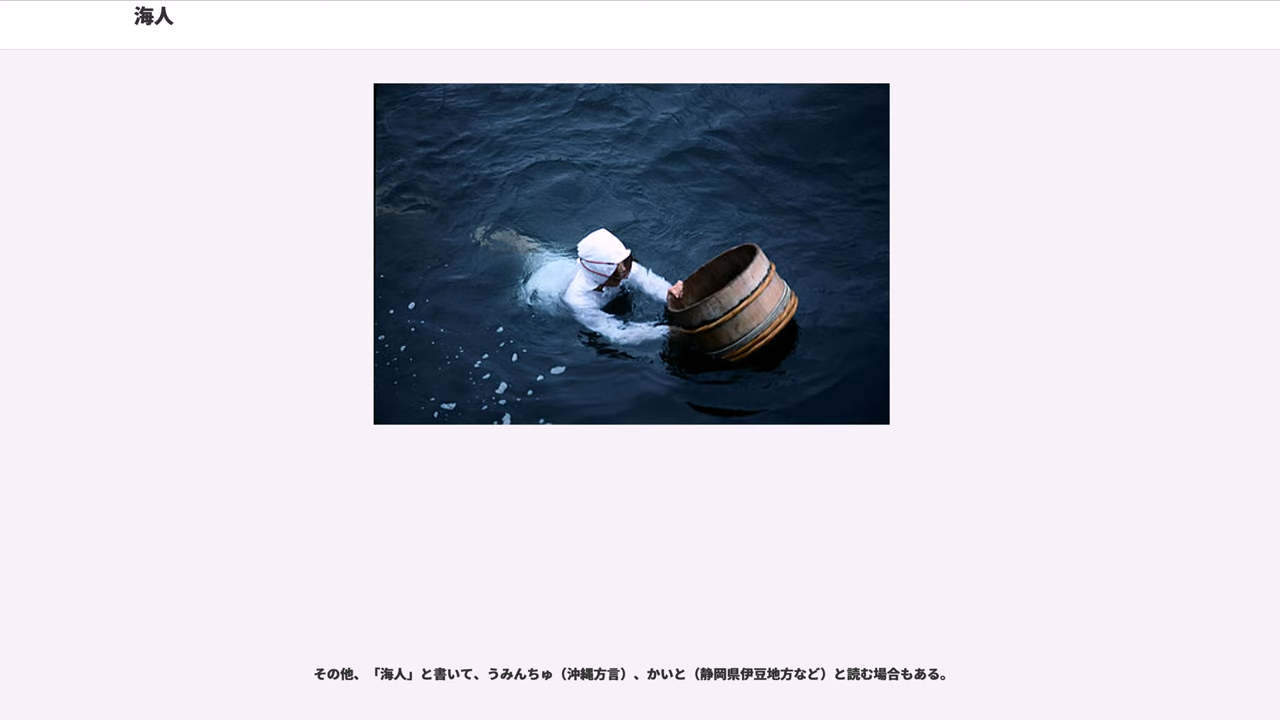 海人
その他、「海人」と書いて、うみんちゅ（沖縄方言）、かいと（静岡県伊豆地方など）と読む場合もある。